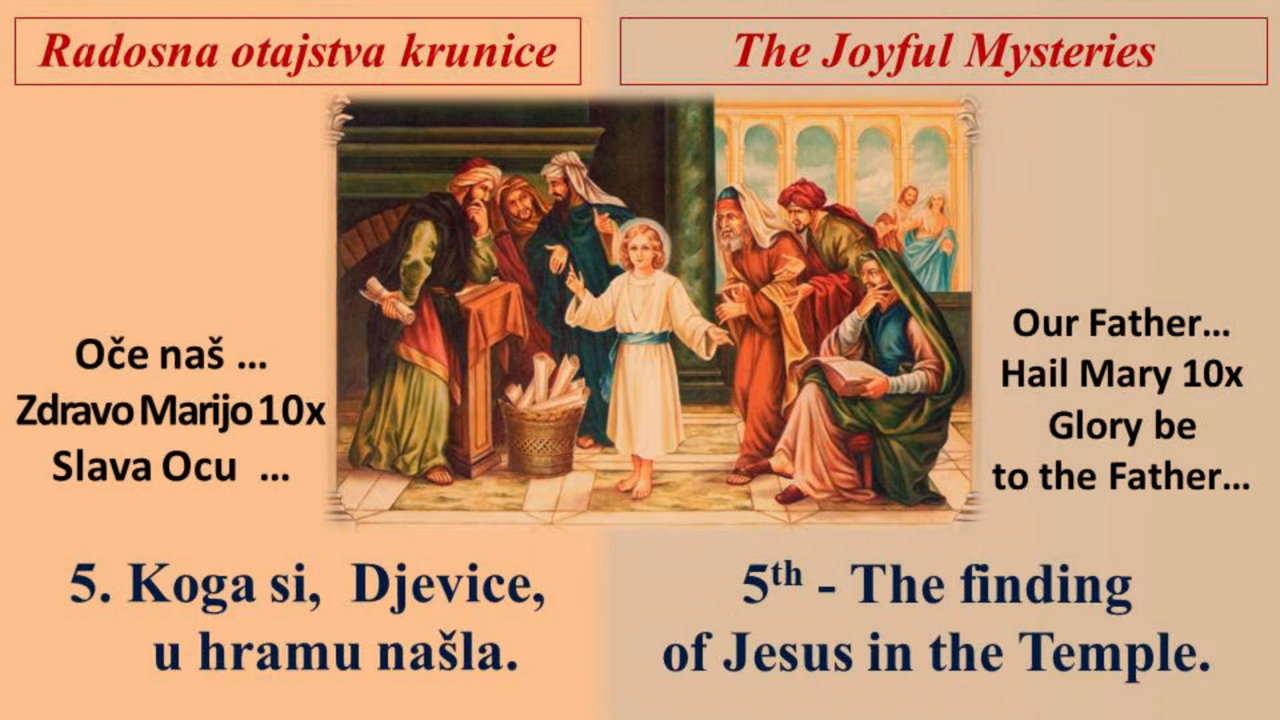 Radosna otajstva krunice
The Joyful Mysteries
Oče naš ...
Zdravo Marijo 10x
Slava Ocu ...
Our Father...
Hail Mary 10x
Glory be
to the Father...
5. Koga si, Djevice,
u hramu našla.
5th - The finding
of Jesus in the Temple.